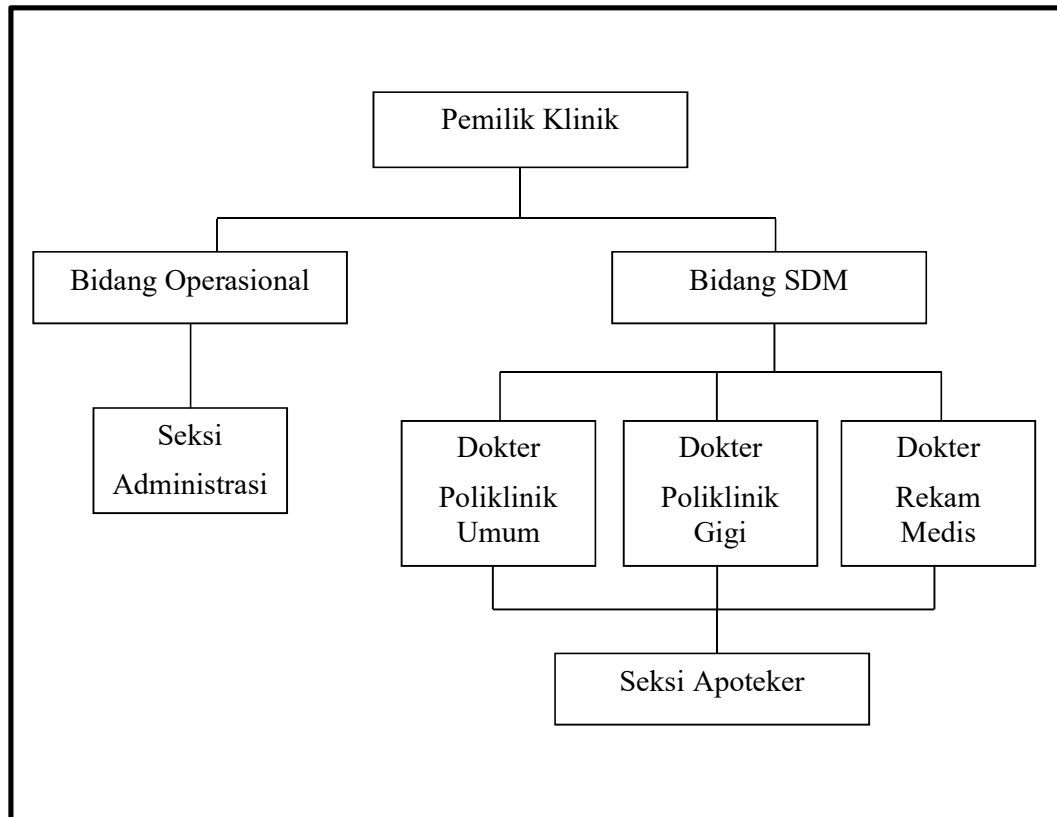 Pemilik Klinik
Bidang Operasional
Bidang SDM
Seksi
Administrasi
Dokter
Poliklinik
Umum
Dokter
Poliklinik
Gigi
Dokter
Rekam
Medis
Seksi Apoteker